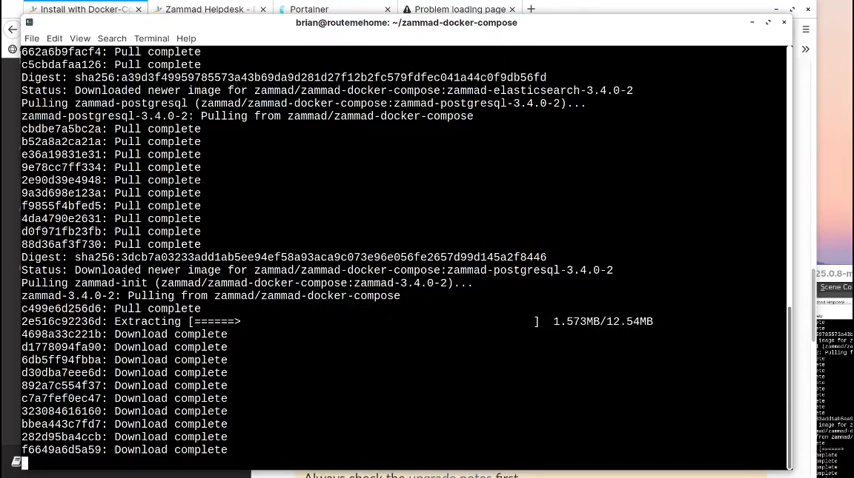 Install with Docker-C
Zammad Helpdesk -
Portainer
Problem loading page
brian@routemehome: ~/zammad-docker-compose
File Edit View Search Terminal Help
662a6b9facf4: Pull complete
c5cbdafaa126: Pull complete
Digest: sha256:a39d3f49959785573a43b69da9d281d27f12b2fc579fdfec041a44c0f9db56fd
Status: Downloaded newer image for zammad/zammad-docker-compose:zammad-elasticsearch-3.4.0-2
Pulling zammad-postgresql (zammad/zammad-docker-compose:zammad-postgresql-3.4.0-2)...
zammad-postgresql-3.4.0-2: Pulling from zammad/zammad-docker-compose
cbdbe7a5bc2a: Pull complete
b52a8a2ca21a: Pull complete
e36a19831e31: Pull complete
9e78cc7ff334: Pull complete
2e90d39e4948: Pull complete
9a3d698e123a: Pull complete
f9855f4bfed5: Pull complete
4da4790e2631: Pull complete
d0f971fb23fb: Pull complete
88d36af3f730: Pull complete
Digest: sha256:3dcb7a03233add1ab5ee94ef58a93aca9c073e96e056fe2657d99d145a2f8446
Status: Downloaded newer image for zammad/zammad-docker-compose:zammad-postgresql-3.4.0-2
Pulling zammad-init (zammad/zammad-docker-compose:zammad-3.4.0-2)...
zammad-3.4.0-2: Pulling from zammad/zammad-docker-compose
c499e6d256d6: Pull complete
2e516c92236d: Extracting [======> ] 1.573MB/12.54MB
4698a33c221b: Download complete
d1778094fa90: Download complete
6db5ff94fbba: Download complete
d30dba7eee6d: Download complete
892a7c554f37: Download complete
c7a7fef0ec47: Download complete
323084616160: Download complete
bbea443c7fd7: Download complete
282d95ba4ccb: Download complete
f6649a6d5a59: Download complete
Always check the upgrade notes first
25.0.8-m
Scene Co